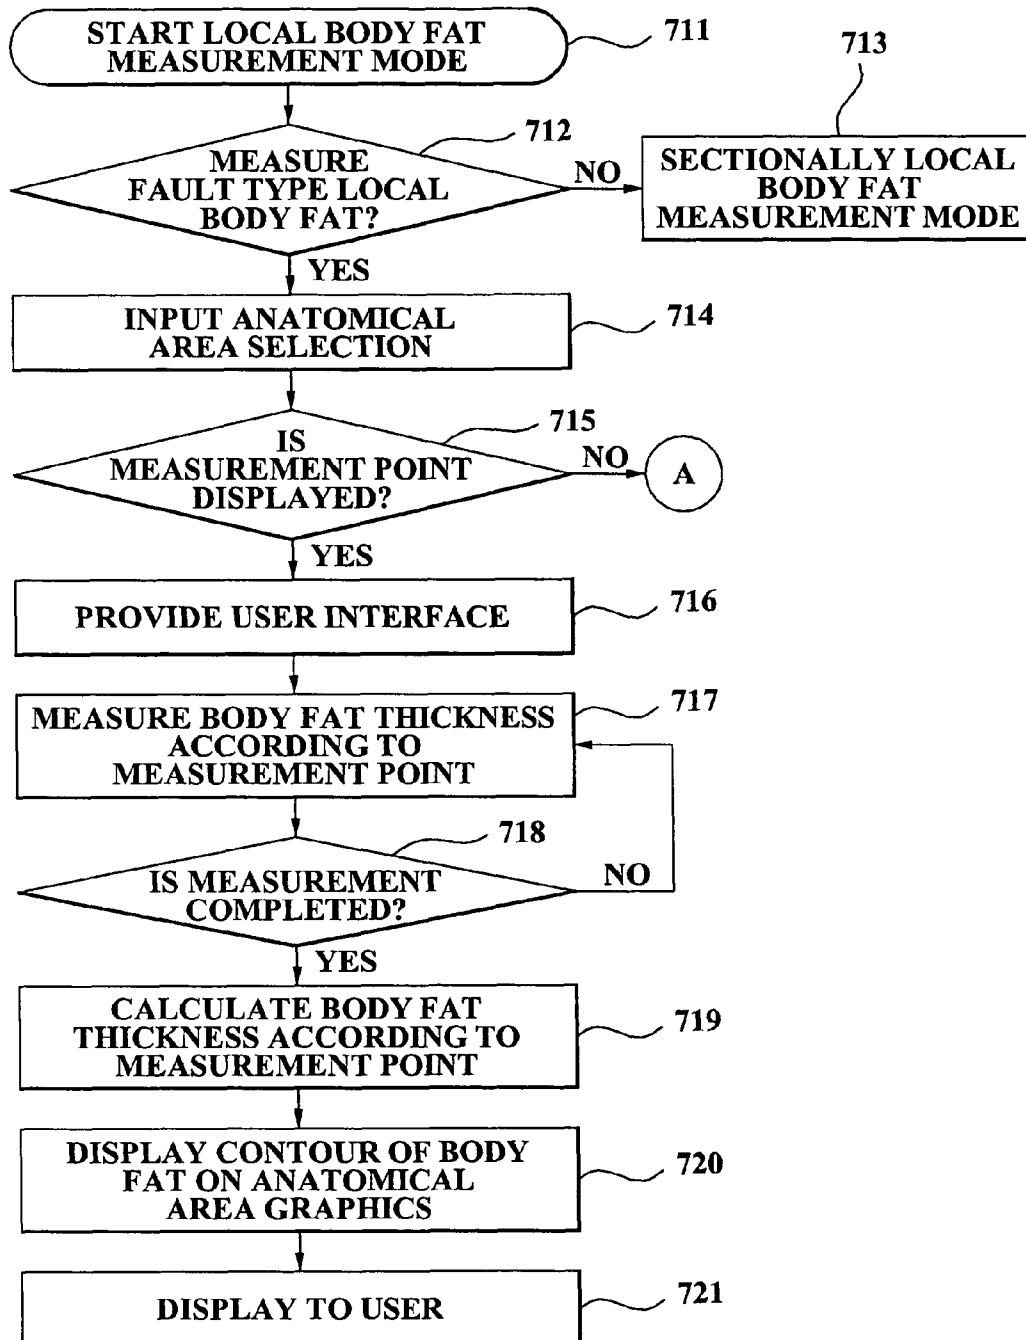 START LOCAL BODY FAT
MEASUREMENT MODE
711
713
712
MEASURE
FAULT TYPE LOCAL
BODY FAT?
NO
SECTIONALLY LOCAL
BODY FAT
MEASUREMENT MODE
YES
INPUT ANATOMICAL
AREA SELECTION
714
715
IS
MEASUREMENT POINT
DISPLAYED?
NO
A
YES
PROVIDE USER INTERFACE
716
MEASURE BODY FAT THICKNESS
ACCORDING TO
MEASUREMENT POINT
717
718
IS MEASUREMENT
COMPLETED?
NO
YES
CALCULATE BODY FAT
THICKNESS ACCORDING TO
MEASUREMENT POINT
719
DISPLAY CONTOUR OF BODY
FAT ON ANATOMICAL
AREA GRAPHICS
720
DISPLAY TO USER
721